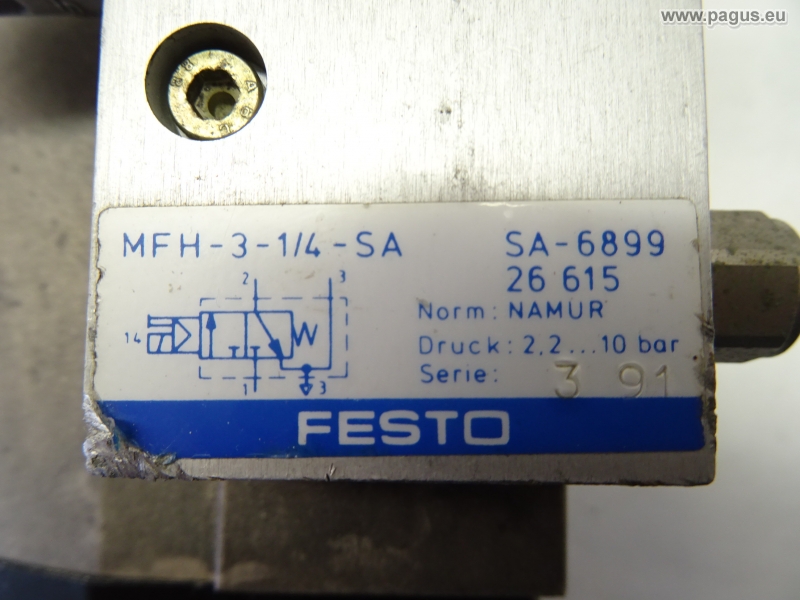 www.pagus.eu
MFH-3-1/4-SA
SA-6899
26 615
2 3
14
1 3
Norm: NAMUR
Druck: 2,2...10 bar
Serie: 3 91
FESTO